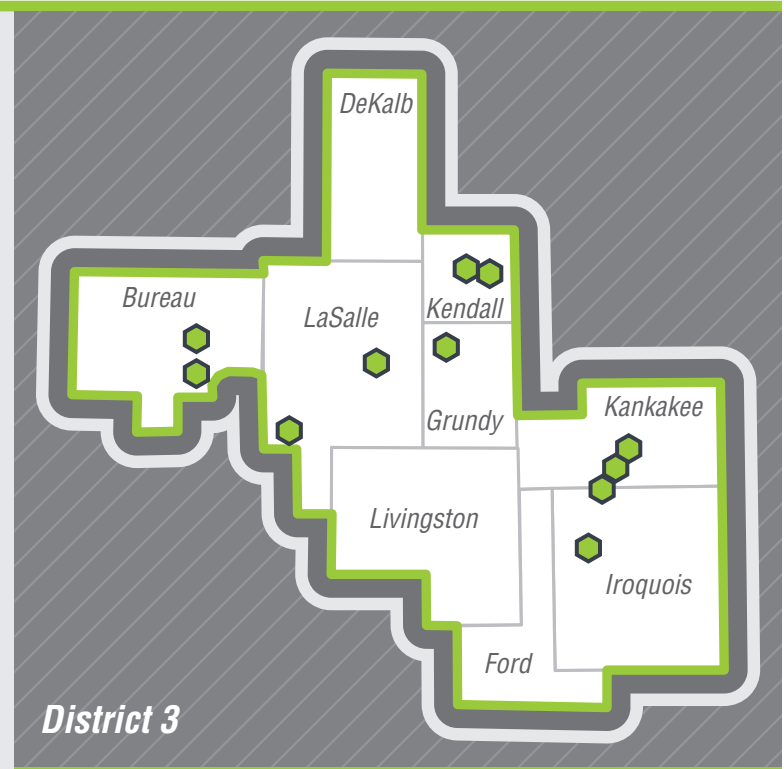 DeKalb
Bureau
LaSalle
Kendall
Grundy
Kankakee
Livingston
Iroquois
Ford
District 3